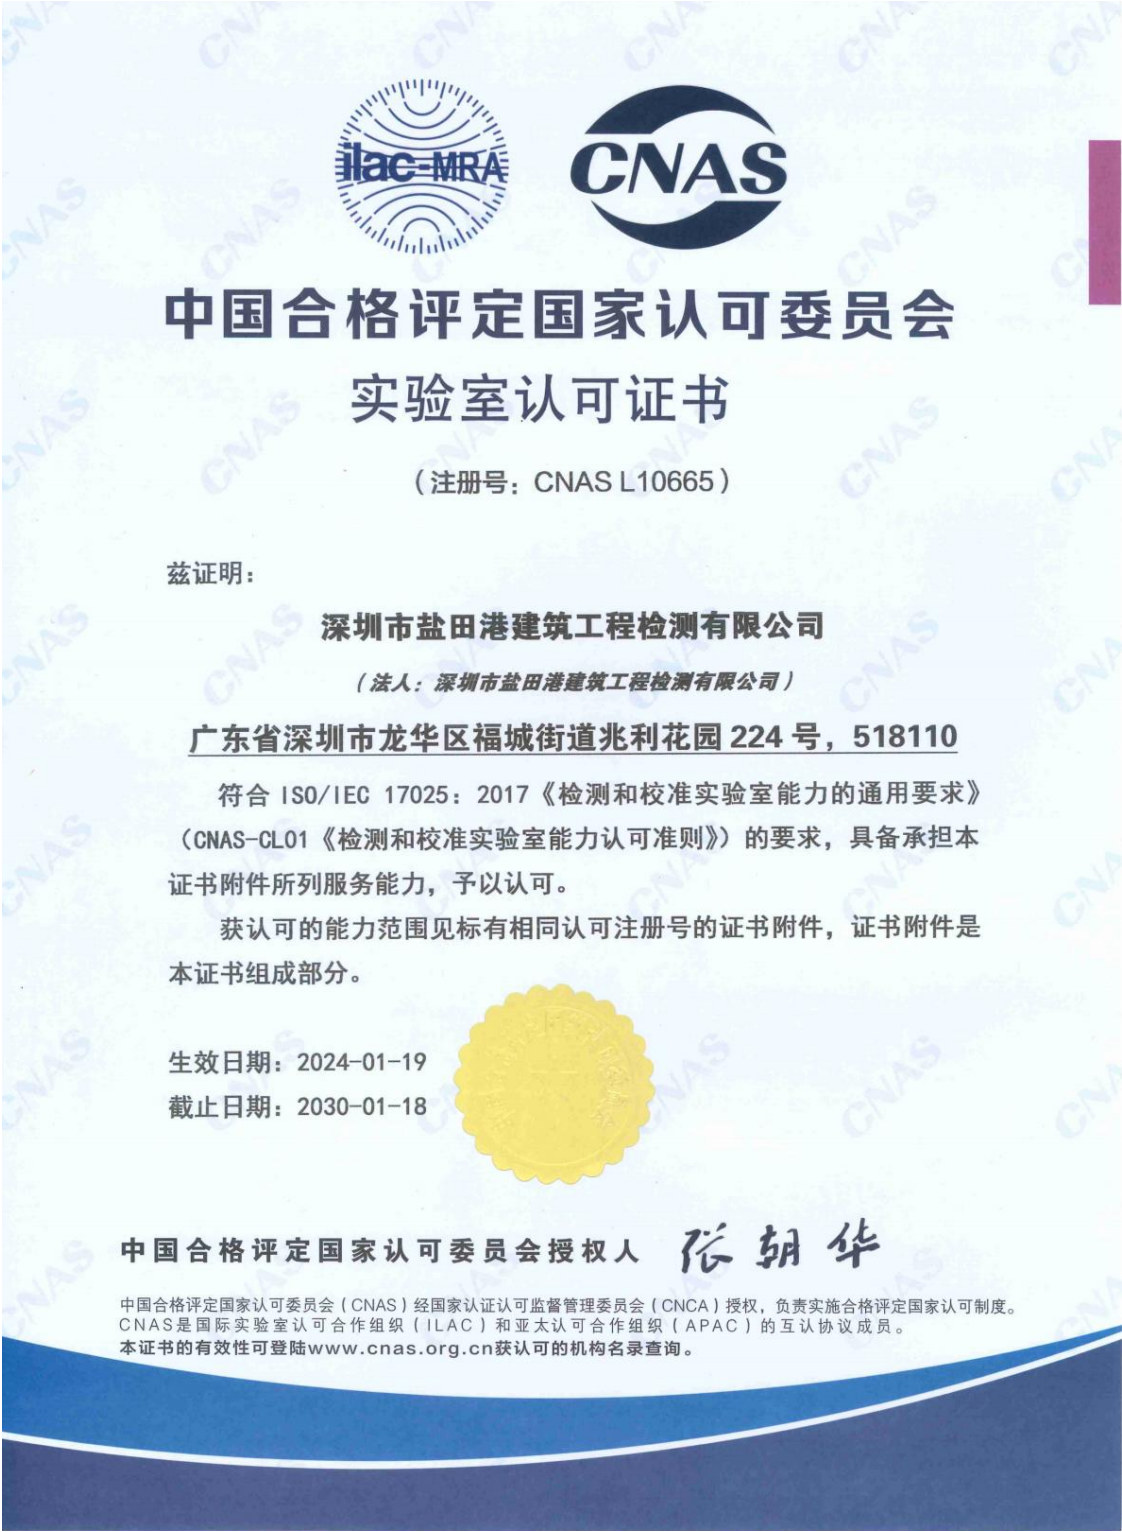 ilac-MRA
CNAS
中国合格评定国家认可委员会
实验室认可证书
（注册号：CNAS L10665）
兹证明：
深圳市盐田港建筑工程检测有限公司
（法人：深圳市盐田港建筑工程检测有限公司）
广东省深圳市龙华区福城街道兆利花园 224 号，518110
符合 ISO/IEC 17025：2017《检测和校准实验室能力的通用要求》
（CNAS-CL01《检测和校准实验室能力认可准则》）的要求，具备承担本
证书附件所列服务能力，予以认可。
获认可的能力范围见标有相同认可注册号的证书附件，证书附件是
本证书组成部分。
生效日期：2024-01-19
截止日期：2030-01-18
中国合格评定国家认可委员会授权人 张朝华
中国合格评定国家认可委员会（CNAS）经国家认证认可监督管理委员会（CNCA）授权，负责实施合格评定国家认可制度。
CNAS是国际实验室认可合作组织（ILAC）和亚太认可合作组织（APAC）的互认协议成员。
本证书的有效性可登陆www.cnas.org.cn获认可的机构名录查询。